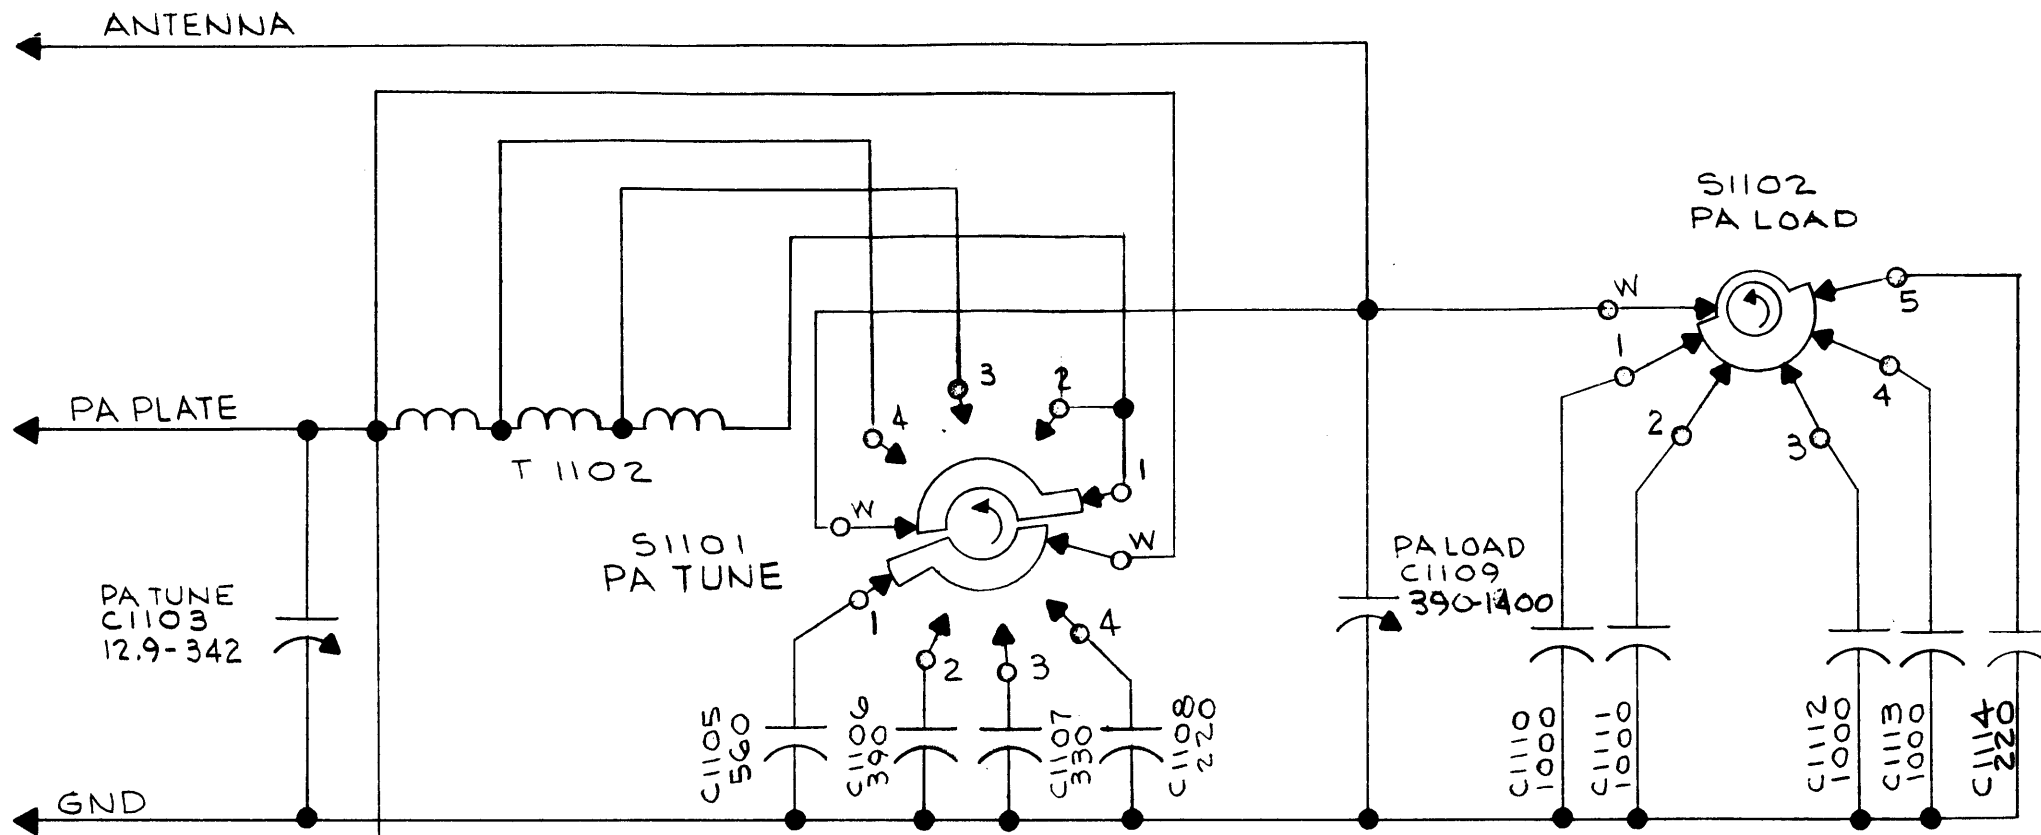 ANTENNA
S1102
PA LOAD
W
1
2
3
4
5
PA PLATE
T 1102
4
3
2
1
W
W
S1101
PA TUNE
1
2
3
4
PA TUNE
C1103
12.9-342
PA LOAD
C1109
390-1400
C1105
560
C1106
390
C1107
330
C1108
220
C1110
1000
C1111
1000
C1112
1000
C1113
1000
C1114
220
GND